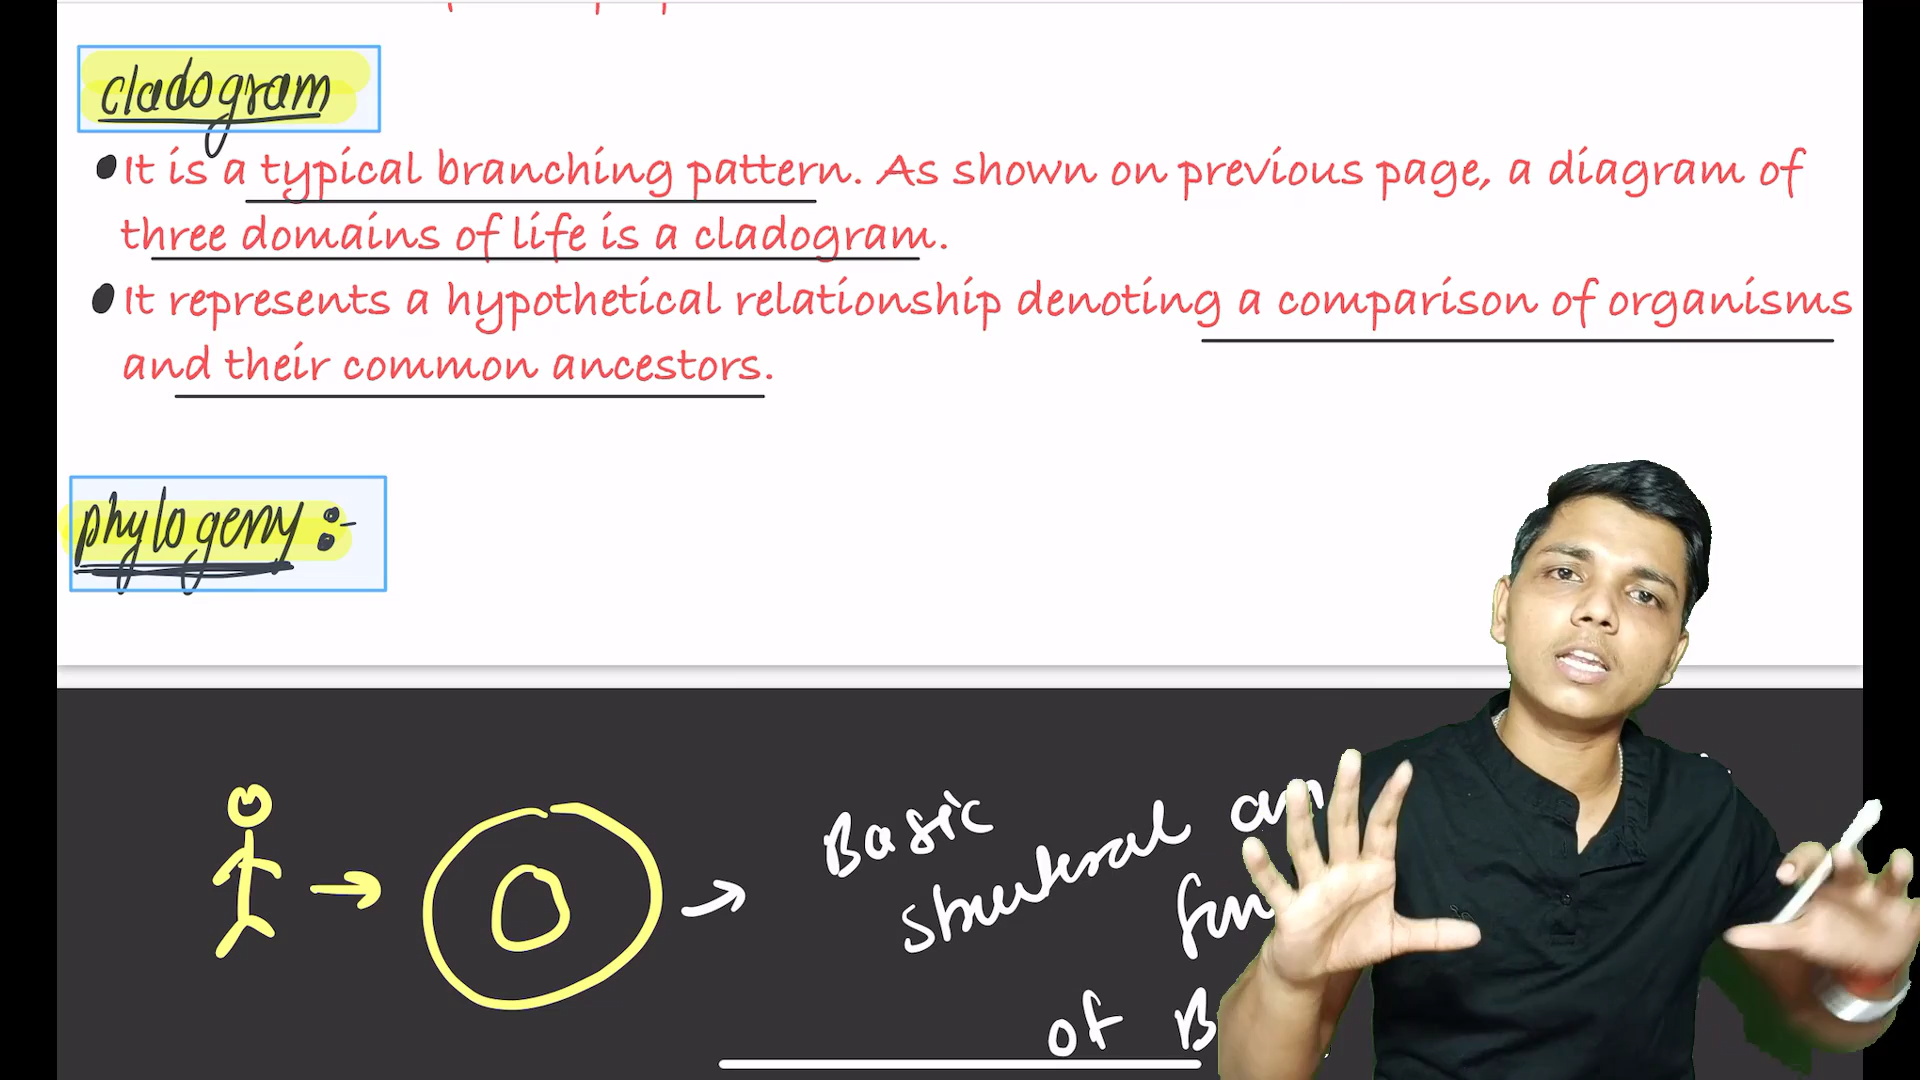 cladogram
It is a typical branching pattern. As shown on previous page, a diagram of
three domains of life is a cladogram.
It represents a hypothetical relationship denoting a comparison of organisms
and their common ancestors.
phylogeny :-
Basic
structural
of